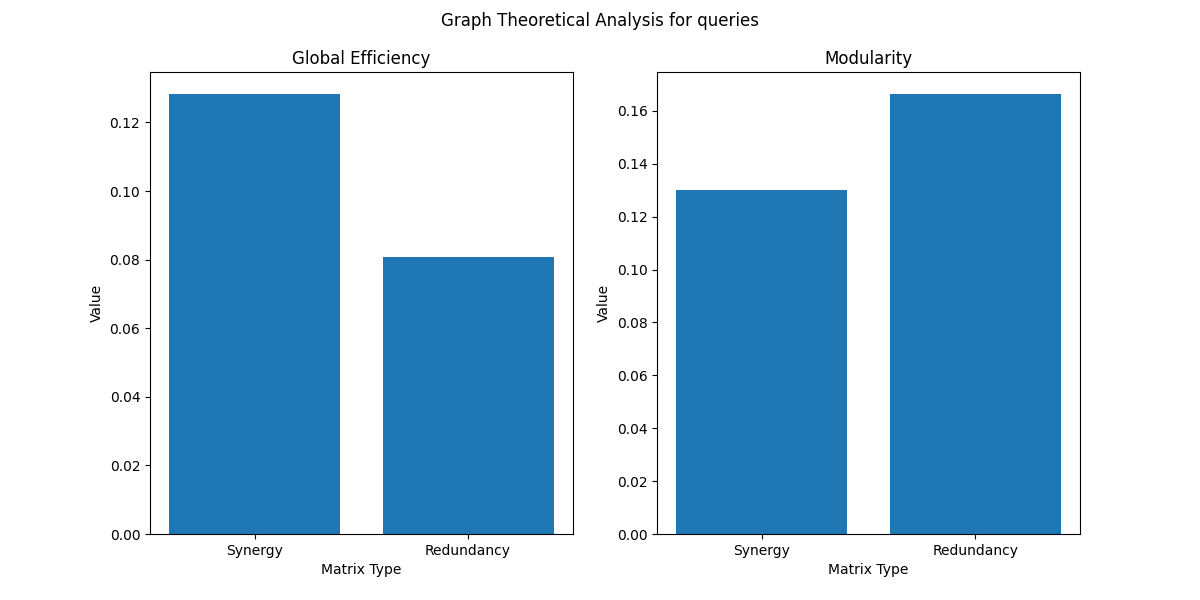 Graph Theoretical Analysis for queries
Global Efficiency
Value
0.12
0.10
0.08
0.06
0.04
0.02
0.00
Synergy Redundancy
Matrix Type
Modularity
Value
0.16
0.14
0.12
0.10
0.08
0.06
0.04
0.02
0.00
Synergy Redundancy
Matrix Type